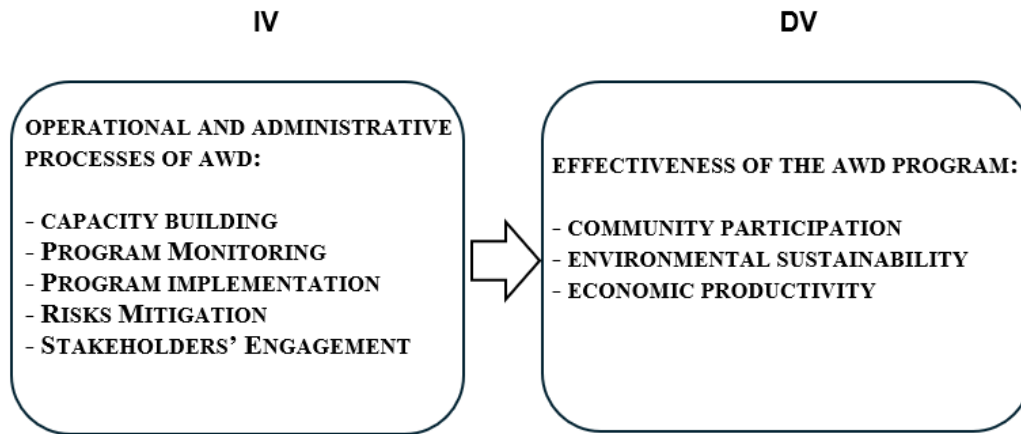 IV
DV
OPERATIONAL AND ADMINISTRATIVE
PROCESSES OF AWD:
- CAPACITY BUILDING
- PROGRAM MONITORING
- PROGRAM IMPLEMENTATION
- RISKS MITIGATION
- STAKEHOLDERS’ ENGAGEMENT
EFFECTIVENESS OF THE AWD PROGRAM:
- COMMUNITY PARTICIPATION
- ENVIRONMENTAL SUSTAINABILITY
- ECONOMIC PRODUCTIVITY